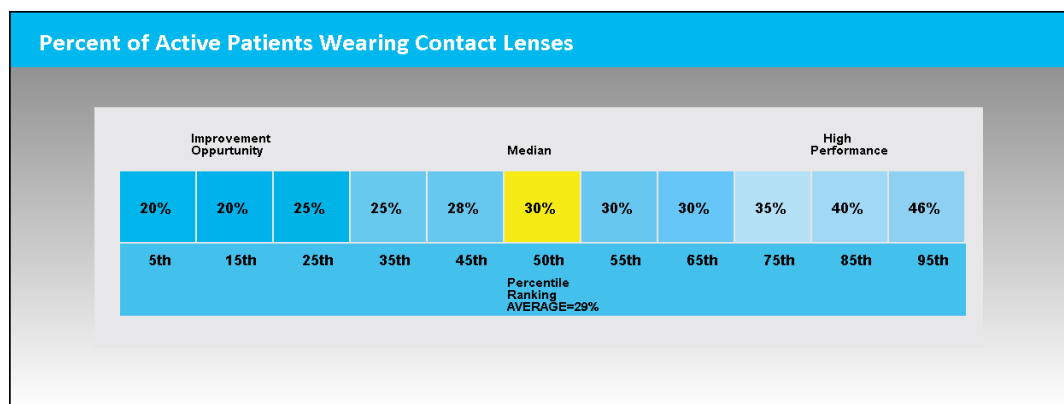 Percent of Active Patients Wearing Contact Lenses
Improvement
Oppurtunity
Median
High
Performance
20% 20% 25% 25% 28% 30% 30% 30% 35% 40% 46%
5th 15th 25th 35th 45th 50th 55th 65th 75th 85th 95th
Percentile
Ranking
AVERAGE=29%